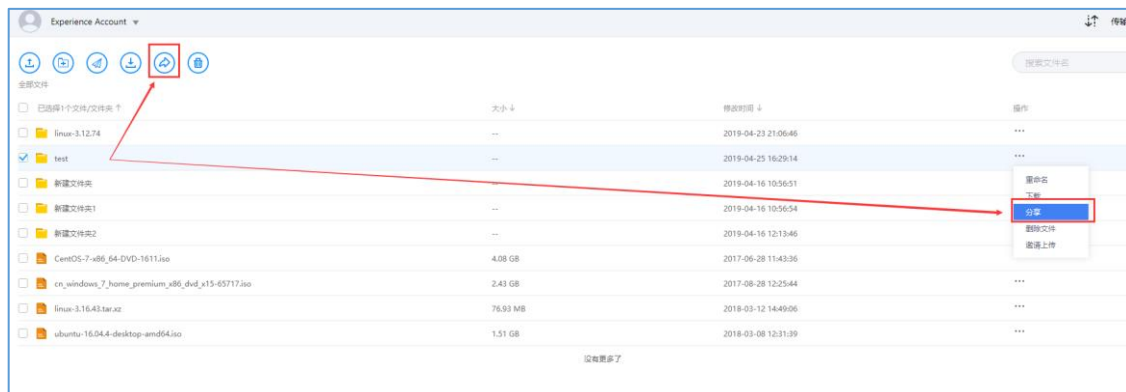 Experience Account
传输
搜索文件名
全部文件
已选择1个文件/文件夹 大小 修改时间 操作
linux-3.12.74 -- 2019-04-23 21:06:46 ...
test -- 2019-04-25 16:29:14 ...
新建文件夹 -- 2019-04-16 10:56:51
新建文件夹1 -- 2019-04-16 10:56:54
新建文件夹2 -- 2019-04-16 12:13:46
重命名
下载
分享
删除文件
邀请上传
CentOS-7-x86_64-DVD-1611.iso 4.08 GB 2017-06-28 11:43:36
cn_windows_7_home_premium_x86_dvd_x15-65717.iso 2.43 GB 2017-08-28 12:25:44 ...
linux-3.16.43.tar.xz 76.93 MB 2018-03-12 14:49:06 ...
ubuntu-16.04.4-desktop-amd64.iso 1.51 GB 2018-03-08 12:31:39 ...
没有更多了